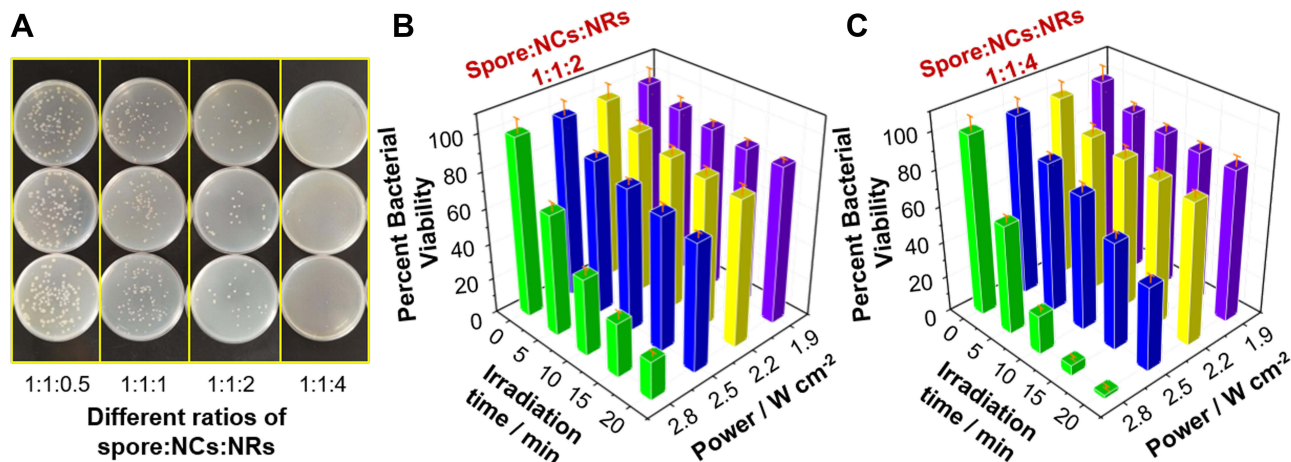 A
1:1:0.5 1:1:1 1:1:2 1:1:4
Different ratios of
spore:NCs:NRs
B
Spore:NCs:NRs
1:1:2
Percent Bacterial
Viability
100
80
60
40
20
0
0 5 10 15 20
Irradiation
time / min
2.8 2.5 2.2 1.9
Power / W cm-2
C
Spore:NCs:NRs
1:1:4
Percent Bacterial
Viability
100
80
60
40
20
0
0 5 10 15 20
Irradiation
time / min
2.8 2.5 2.2 1.9
Power / W cm-2